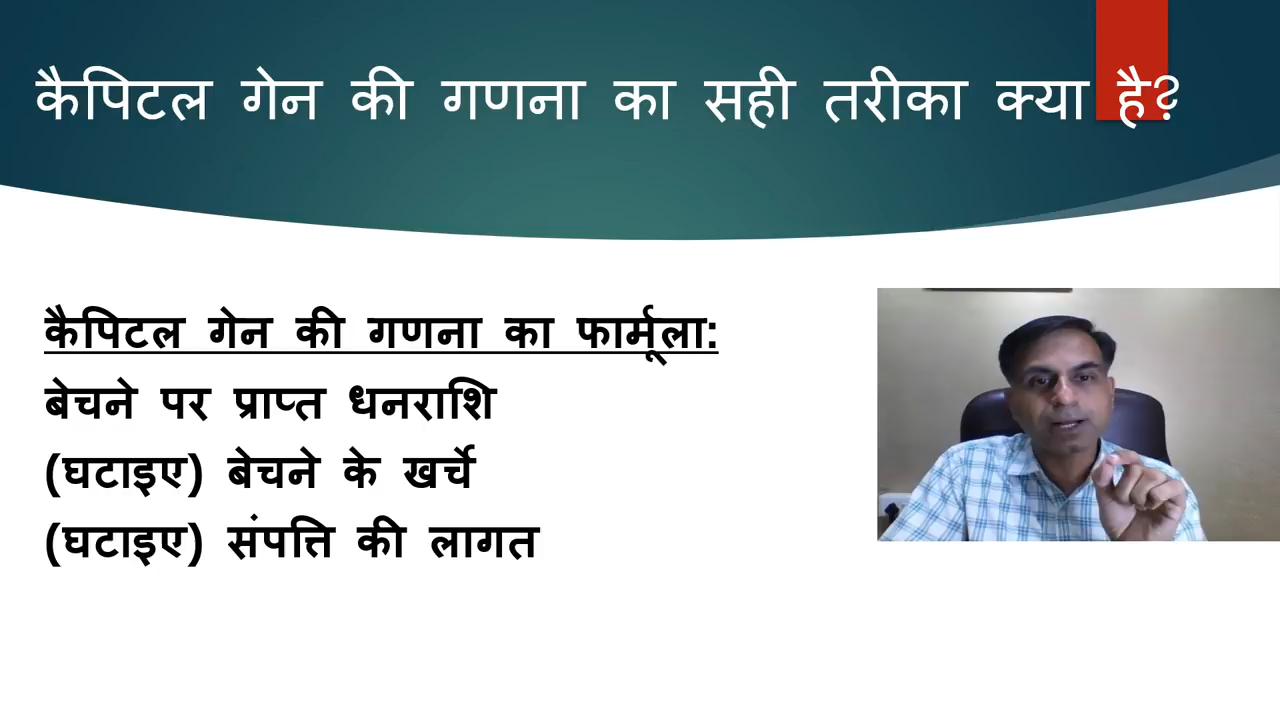 कैपिटल गेन की गणना का सही तरीका क्या है?
कैपिटल गेन की गणना का फार्मूला:
बेचने पर प्राप्त धनराशि
(घटाइए) बेचने के खर्चे
(घटाइए) संपत्ति की लागत